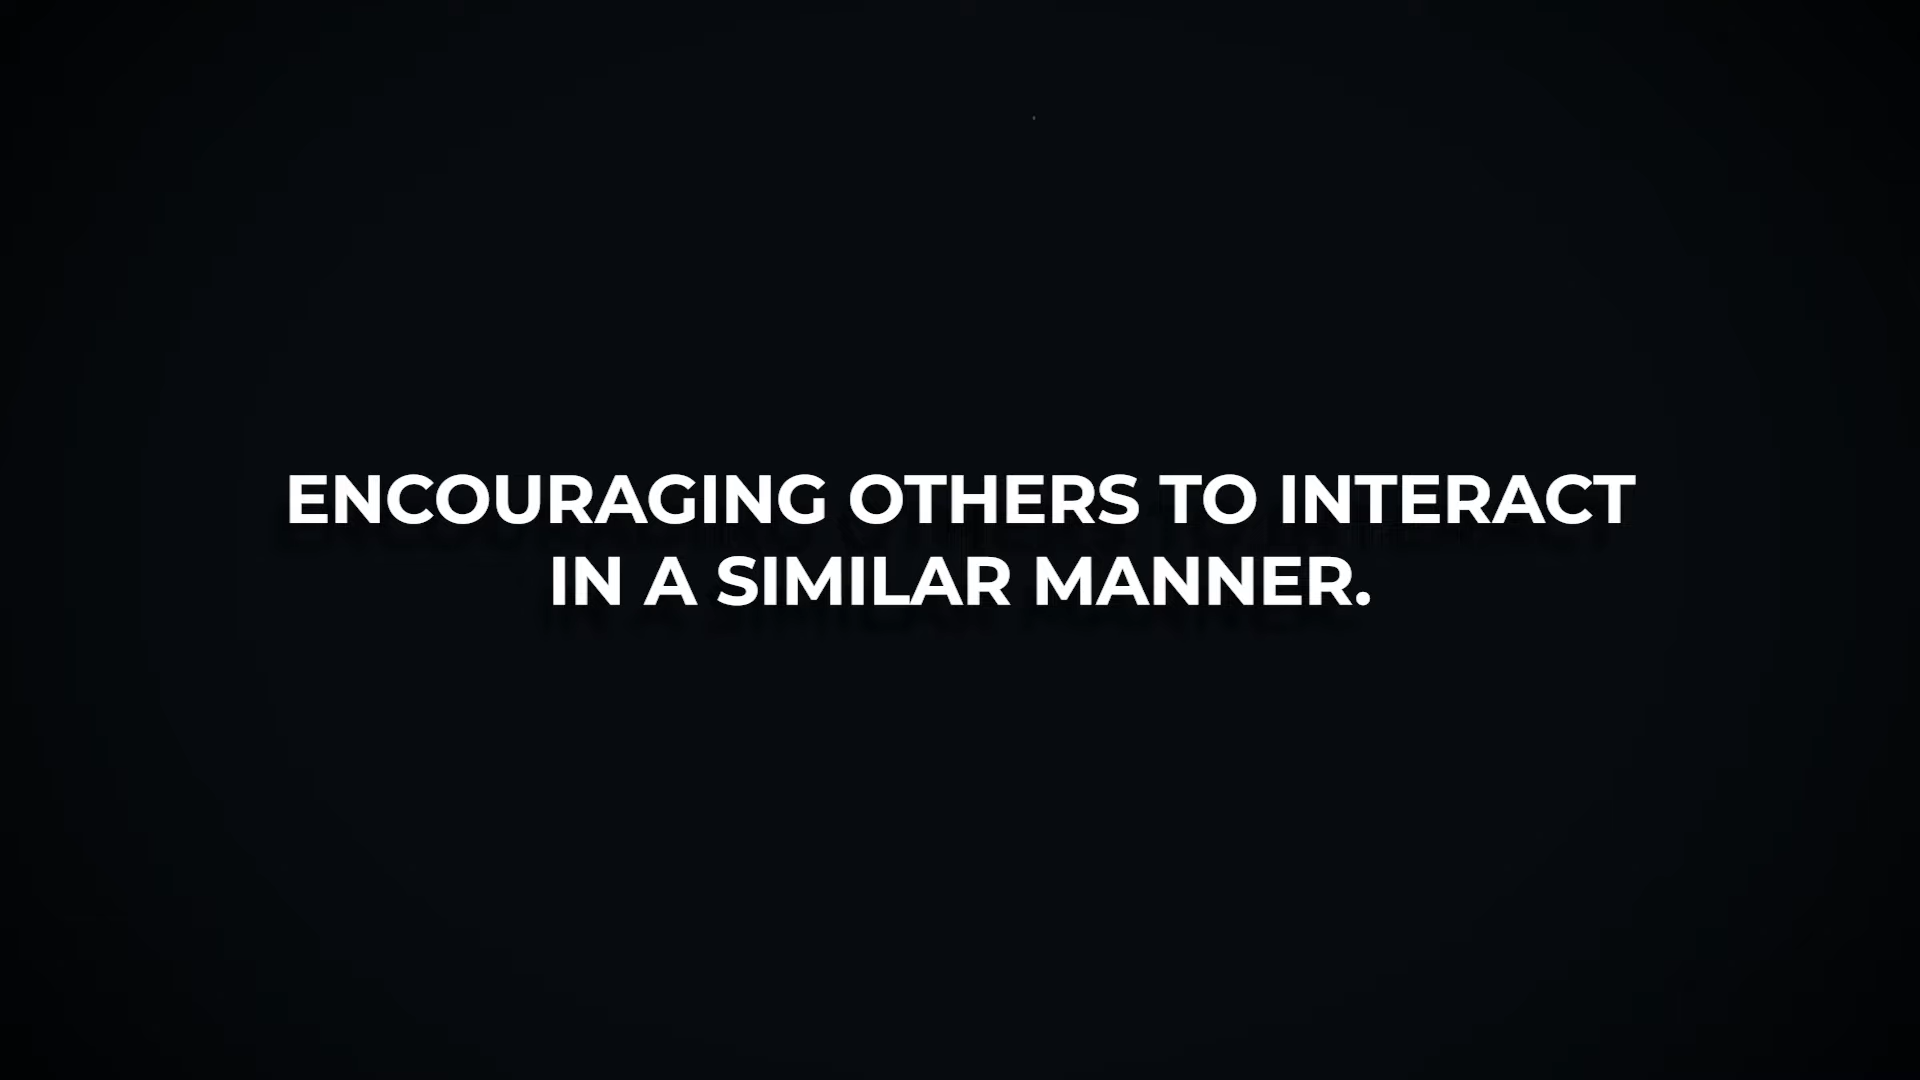 ENCOURAGING OTHERS TO INTERACT
IN A SIMILAR MANNER.